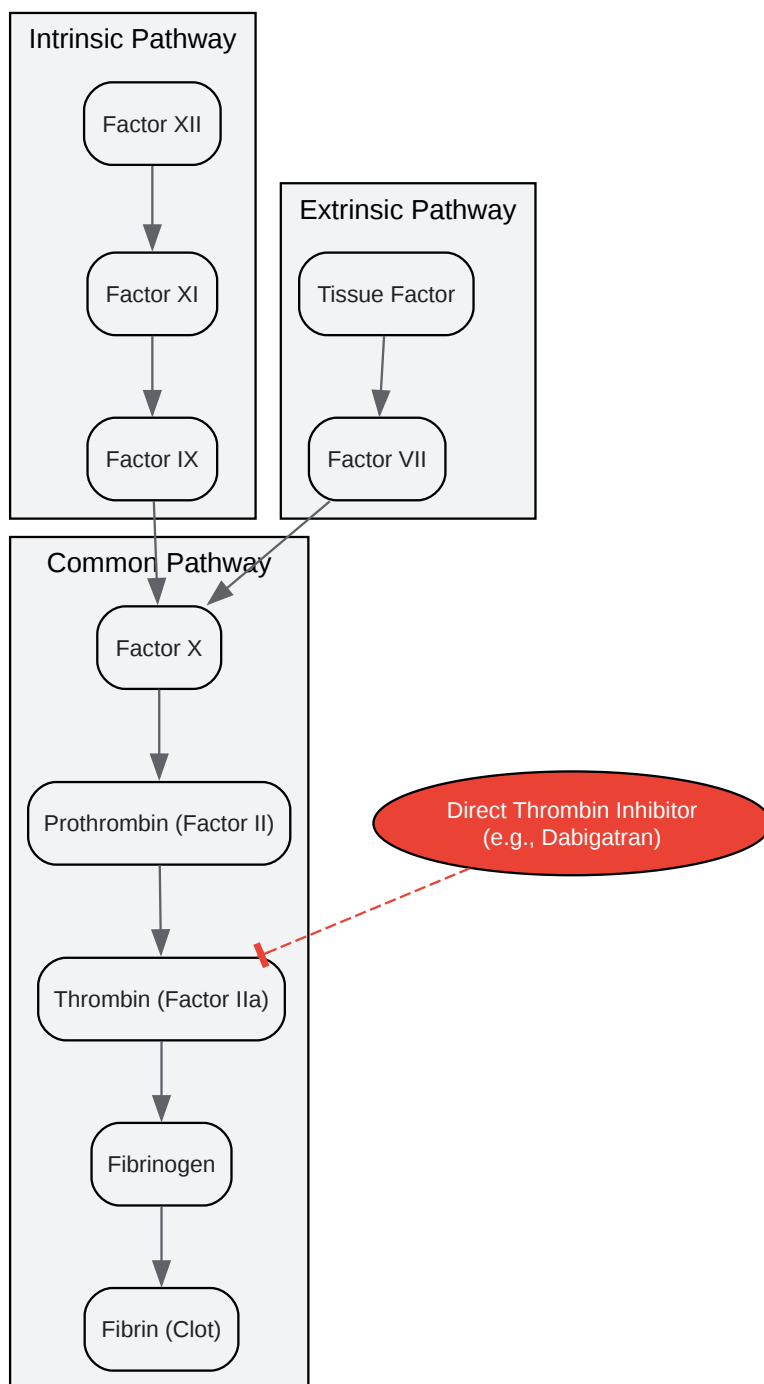 Intrinsic Pathway
Factor XII
Factor XI
Factor IX
Extrinsic Pathway
Tissue Factor
Factor VII
Common Pathway
Factor X
Prothrombin (Factor II)
Direct Thrombin Inhibitor
(e.g., Dabigatran)
Thrombin (Factor IIa)
Fibrinogen
Fibrin (Clot)